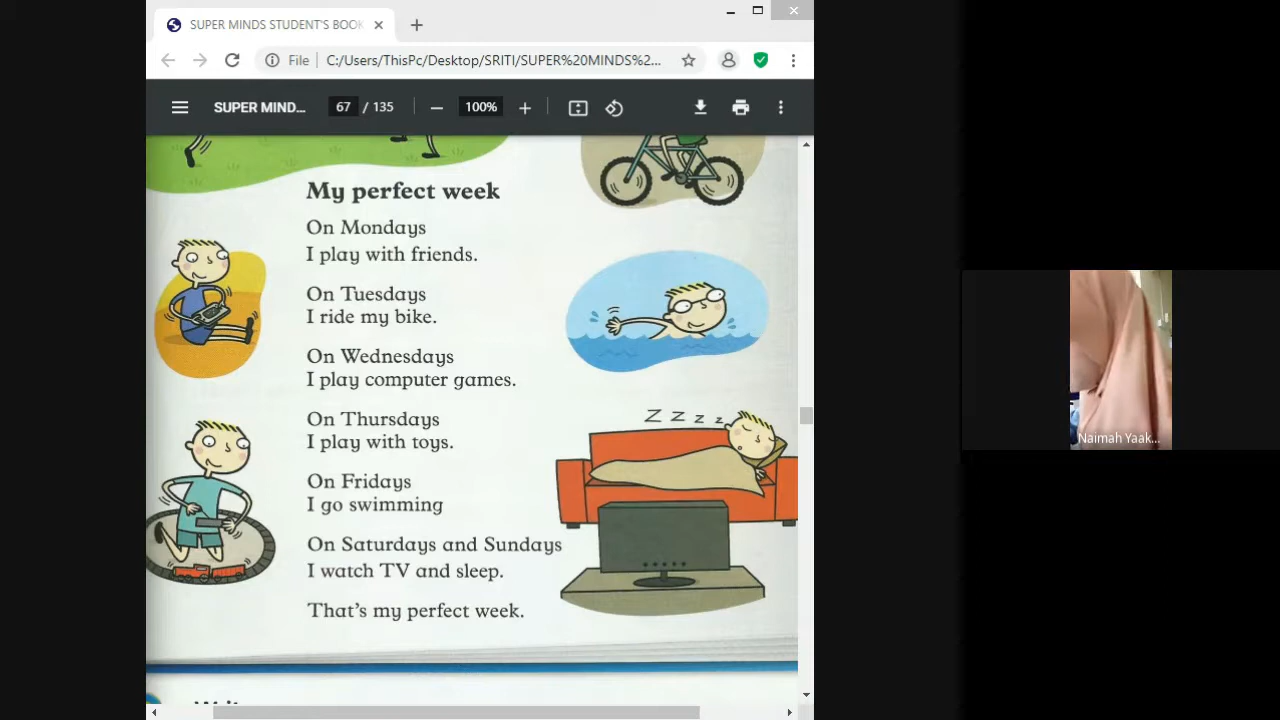 SUPER MINDS STUDENT'S BOOK
File
C:/Users/ThisPc/Desktop/SRITI/SUPER%20MINDS%2...
SUPER MIND...
67 / 135
100%
My perfect week
On Mondays
I play with friends.
On Tuesdays
I ride my bike.
On Wednesdays
I play computer games.
On Thursdays
I play with toys.
On Fridays
I go swimming
On Saturdays and Sundays
I watch TV and sleep.
That's my perfect week.
Z Z Z z
Naimah Yaak...